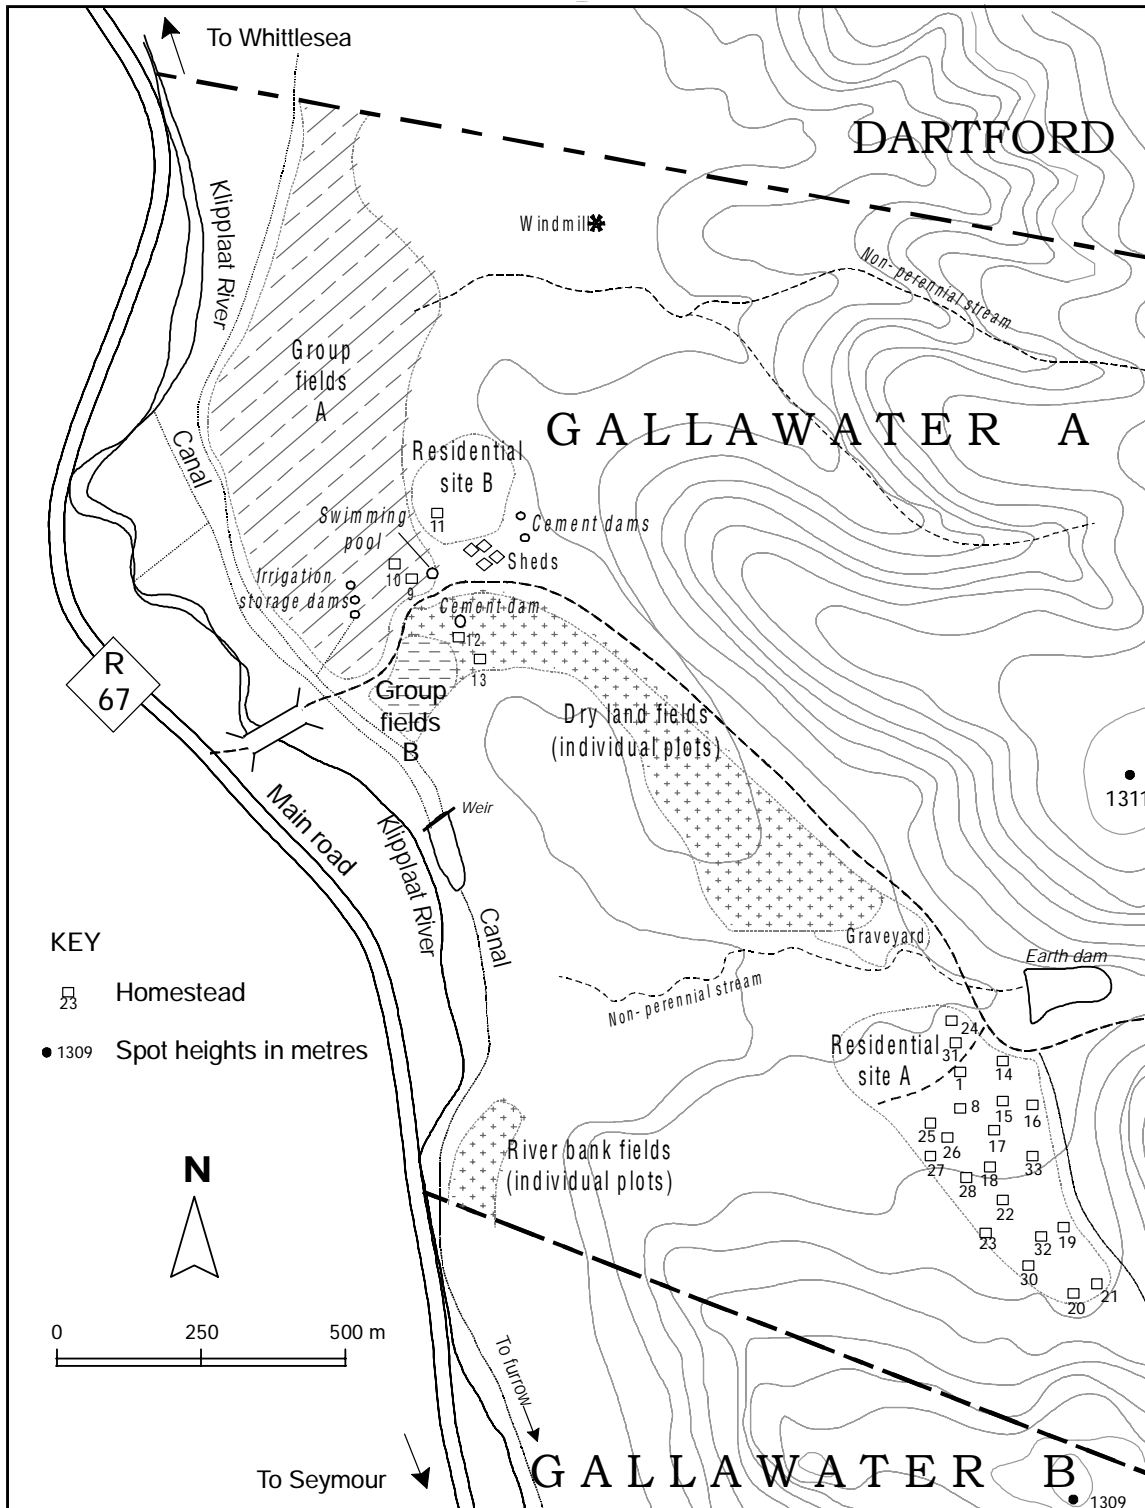 To Whittlesea
DARTFORD
Klipplaat River
Windmill
Non-perennial stream
Group
fields
A
GALLAWATER A
Canal
Residential
site B
11
Swimming
pool
Cement dams
Sheds
10
9
Irrigation
storage dams
Cement dam
12
13
R
67
Group
fields
B
Dry land fields
(individual plots)
1311
Main road
Weir
Klipplaat River
Canal
KEY
23
Homestead
1309
Spot heights in metres
Graveyard
Earth dam
Non-perennial stream
Residential
site A
24
31
14
1
8
15
16
25
26
17
27
18
33
28
22
23
32
19
30
20
21
River bank fields
(individual plots)
N
0 250 500 m
To furrow
To Seymour
GALLAWATER B
1309